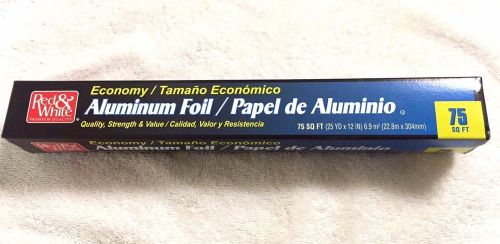 Red&
White
PREMIUM QUALITY
Economy / Tamaño Económico
Aluminum Foil / Papel de Aluminio
Quality, Strength & Value / Calidad, Valor y Resistencia
75 SQ FT (25 YD x 12 IN) 6.9 m² (22.8m x 304mm)
75
SQ FT
Economy / Tamaño Económico
Aluminum Foil / Papel de Aluminio